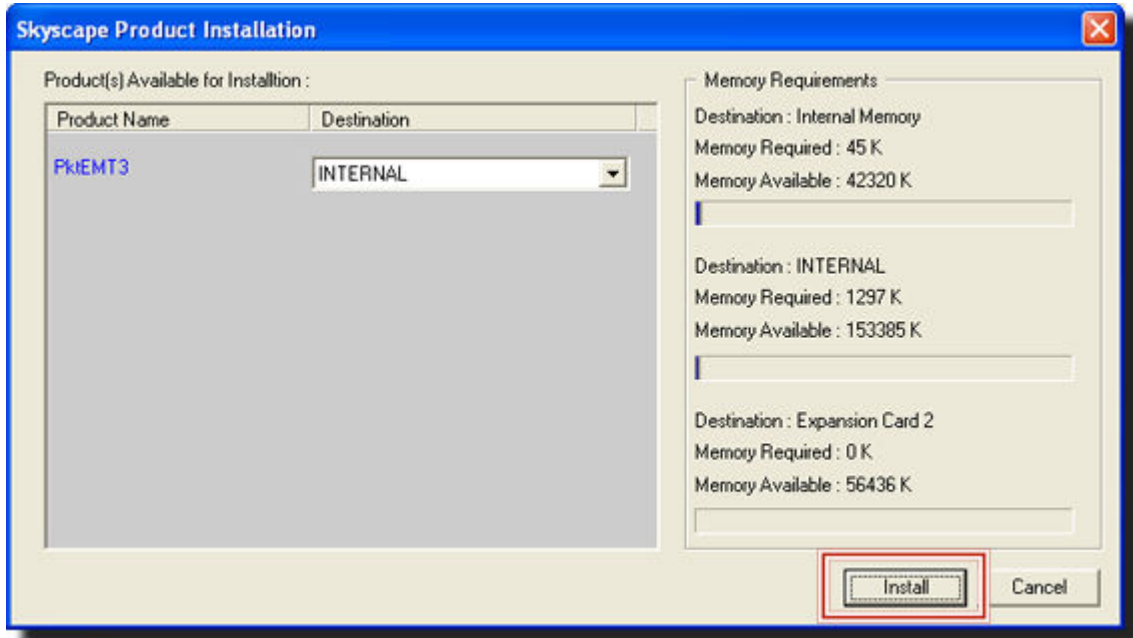 Skyscape Product Installation
Product(s) Available for Installtion :
Product Name Destination
PktEMT3 INTERNAL
Memory Requirements
Destination : Internal Memory
Memory Required : 45 K
Memory Available : 42320 K
Destination : INTERNAL
Memory Required : 1297 K
Memory Available : 153385 K
Destination : Expansion Card 2
Memory Required : 0 K
Memory Available : 56436 K
Install Cancel